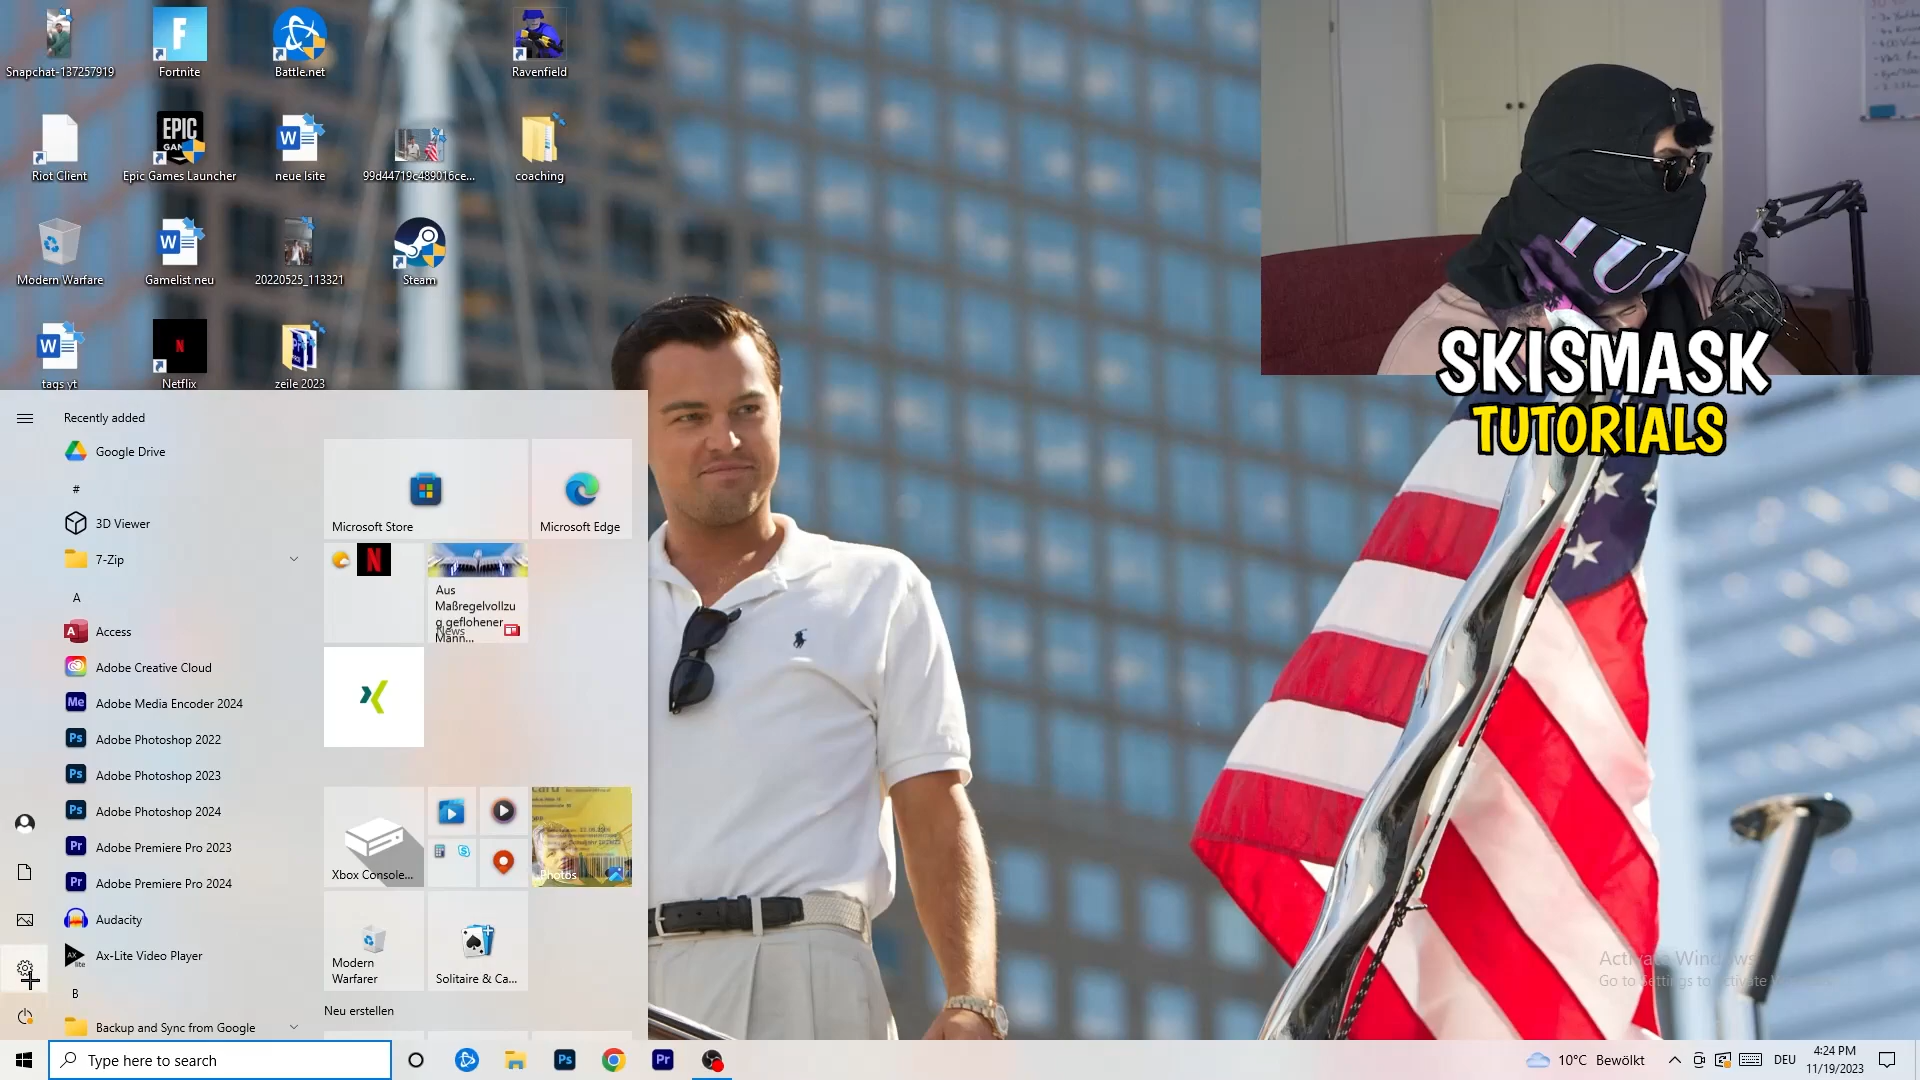 Snapchat-137257919
Fortnite
Battle.net
Ravenfield
EPIC
GAM
Riot Client
Epic Games Launcher
neue lsite
99d44719c489016ce...
coaching
Modern Warfare
Gamelist neu
20220525_113321
Steam
tags yt
Netflix
zeile 2023
SKISMASK
TUTORIALS
Recently added
Google Drive
#
3D Viewer
7-Zip
A
Access
Adobe Creative Cloud
Adobe Media Encoder 2024
Adobe Photoshop 2022
Adobe Photoshop 2023
Adobe Photoshop 2024
Adobe Premiere Pro 2023
Adobe Premiere Pro 2024
Audacity
Ax-Lite Video Player
B
Backup and Sync from Google
Microsoft Store
Microsoft Edge
Aus
Maßregelvollzu
g geflohener
Mann...
News
Xbox Console...
Photos
Modern
Warfarer
Solitaire & Ca...
Neu erstellen
Activate Windows
Go to Settings to activate
Type here to search
10°C Bewölkt
DEU
4:24 PM
11/19/2023